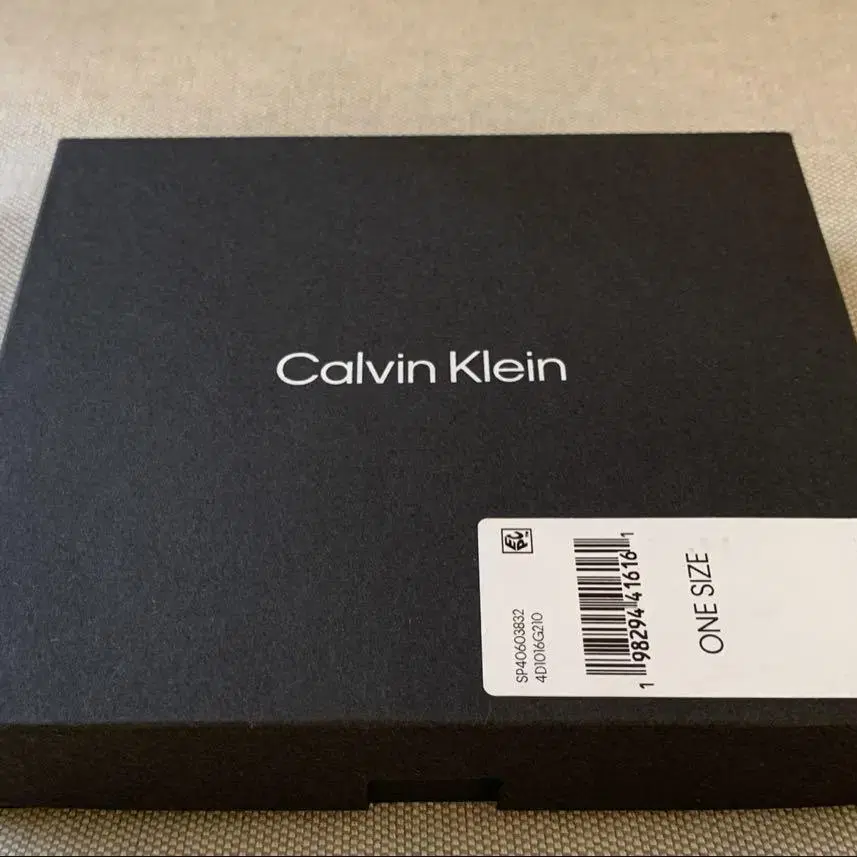 Calvin Klein
SP40603832
4D1016G210
1 98294 41616 1
ONE SIZE